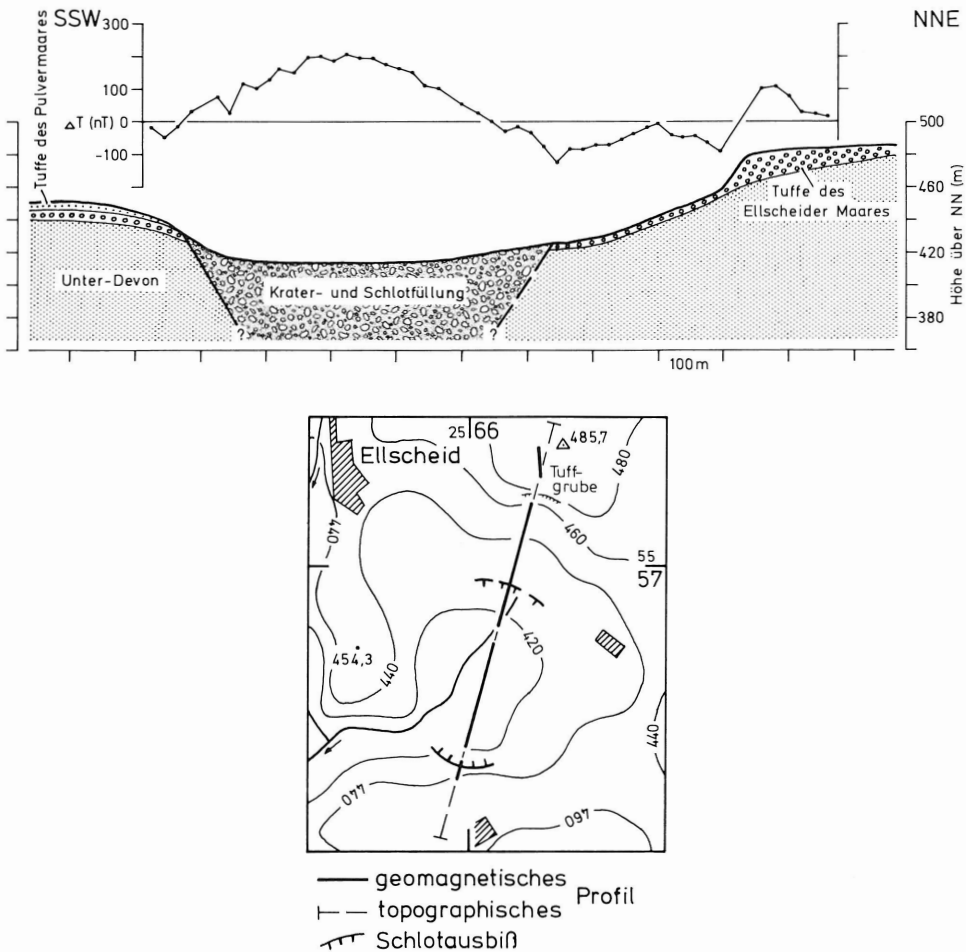 SSW
NNE
Tuffe des Pulvermaares
300
100
ΔT (nT) 0
-100
500
460
420
380
Höhe über NN (m)
Tuffe des
Ellscheider Maares
Unter-Devon
Krater- und Schlotfüllung
?
?
100m
25 66
485,7
480
Ellscheid
Tuff-
grube
440
460
55
57
420
454,3
440
440
440
460
geomagnetisches
Profil
topographisches
Schlotausbiß